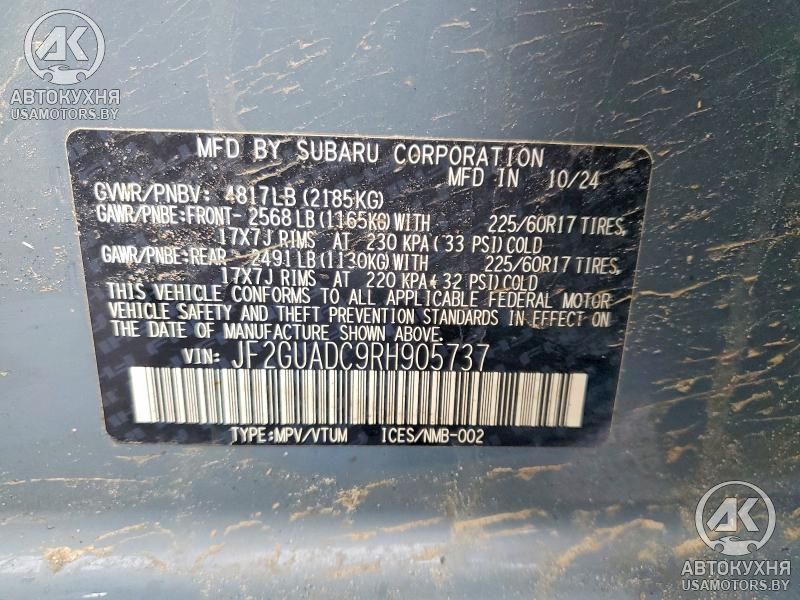 AK
АВТОКУХНЯ
USAMOTORS.BY
MFD BY SUBARU CORPORATION
MFD IN 10/24
GVWR/PNBV: 4817LB (2185KG)
GAWR/PNBE:FRONT- 2568 LB (1165KG) WITH 225/60R17 TIRES,
17X7J RIMS AT 230 KPA (33 PSI) COLD
GAWR/PNBE:REAR - 2491 LB (1130KG) WITH 225/60R17 TIRES,
17X7J RIMS AT 220 KPA (32 PSI) COLD
THIS VEHICLE CONFORMS TO ALL APPLICABLE FEDERAL MOTOR
VEHICLE SAFETY AND THEFT PREVENTION STANDARDS IN EFFECT ON
THE DATE OF MANUFACTURE SHOWN ABOVE.
VIN: JF2GUADC9RH905737
TYPE:MPV/VTUM ICES/NMB-002
AK
АВТОКУХНЯ
USAMOTORS.BY